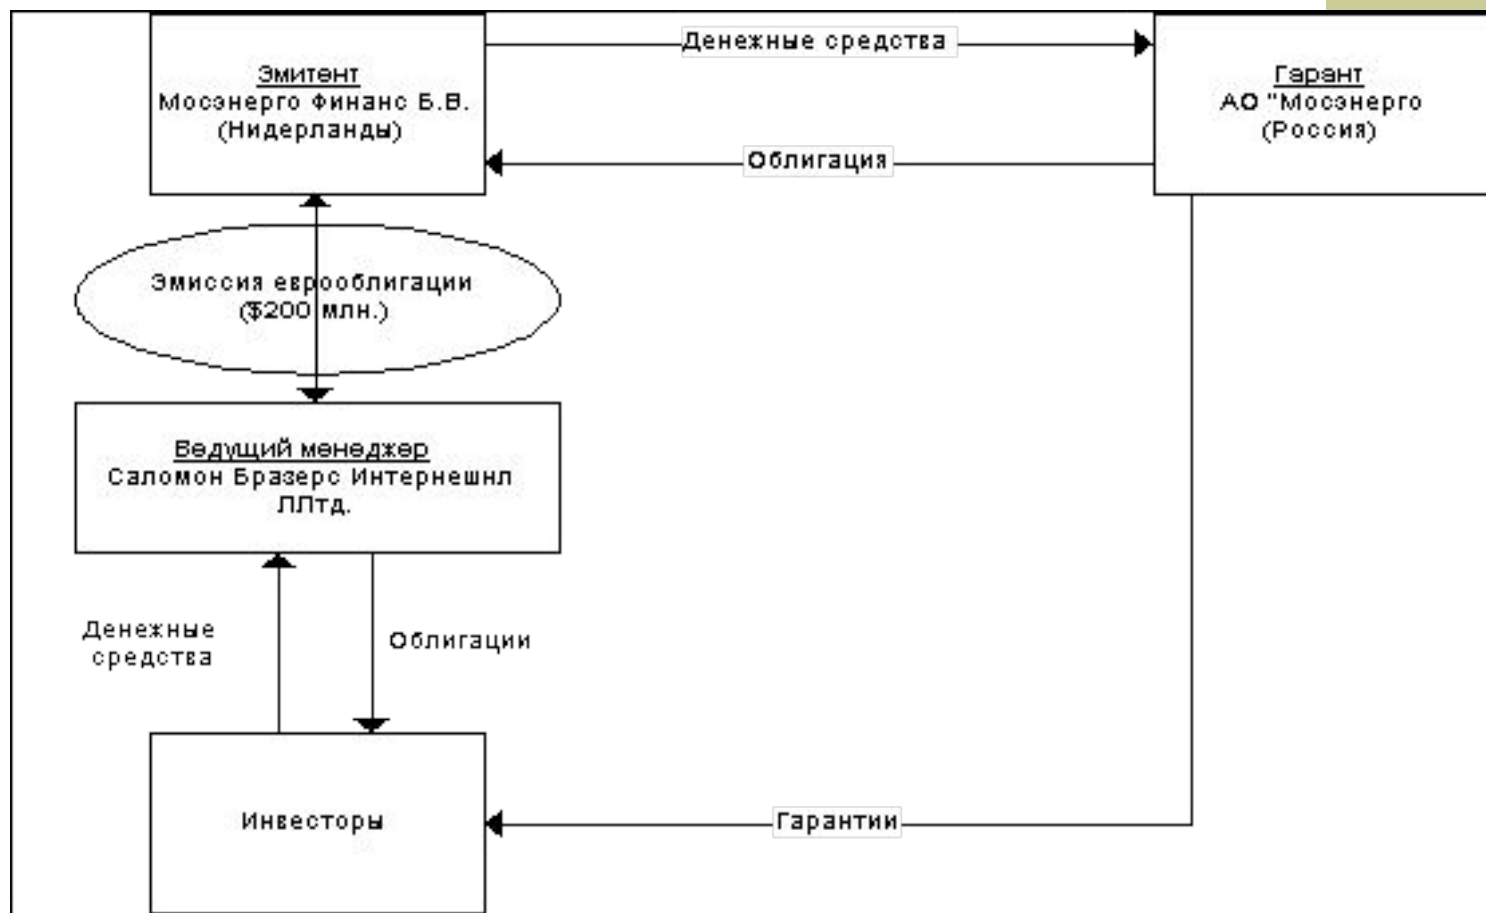 Эмитент
Мосэнерго Финанс Б.В.
(Нидерланды)
Денежные средства
Гарант
АО "Мосэнерго
(Россия)
Облигация
Эмиссия еврооблигации
($200 млн.)
Ведущий менеджер
Саломон Бразерс Интернешнл
ЛЛтд.
Денежные
средства
Облигации
Инвесторы
Гарантии